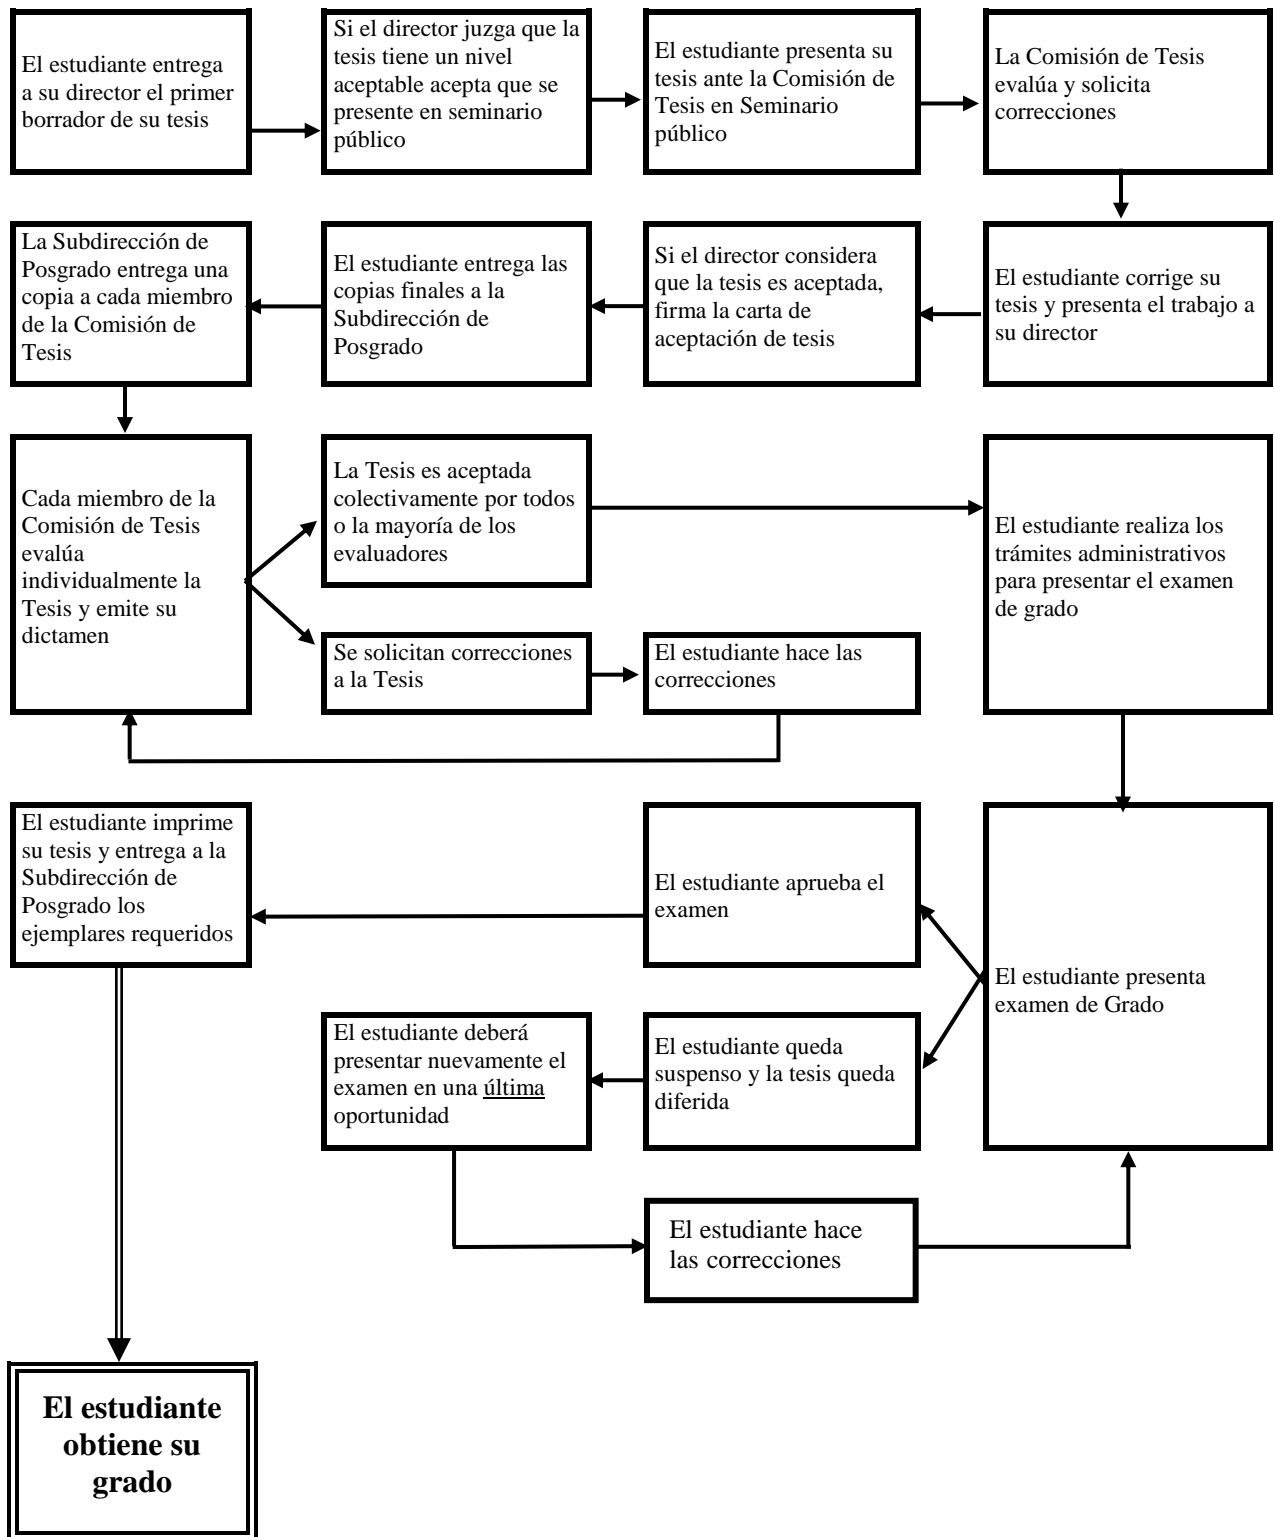 El estudiante entrega
a su director el primer
borrador de su tesis
Si el director juzga que la
tesis tiene un nivel
aceptable acepta que se
presente en seminario
público
El estudiante presenta su
tesis ante la Comisión de
Tesis en Seminario
público
La Comisión de Tesis
evalúa y solicita
correcciones
La Subdirección de
Posgrado entrega una
copia a cada miembro
de la Comisión de
Tesis
El estudiante entrega las
copias finales a la
Subdirección de
Posgrado
Si el director considera
que la tesis es aceptada,
firma la carta de
aceptación de tesis
El estudiante corrige su
tesis y presenta el trabajo a
su director
Cada miembro de la
Comisión de Tesis
evalúa
individualmente la
Tesis y emite su
dictamen
La Tesis es aceptada
colectivamente por todos
o la mayoría de los
evaluadores
El estudiante realiza los
trámites administrativos
para presentar el examen
de grado
Se solicitan correcciones
a la Tesis
El estudiante hace las
correcciones
El estudiante imprime
su tesis y entrega a la
Subdirección de
Posgrado los
ejemplares requeridos
El estudiante aprueba el
examen
El estudiante presenta
examen de Grado
El estudiante deberá
presentar nuevamente el
examen en una última
oportunidad
El estudiante queda
suspenso y la tesis queda
diferida
El estudiante hace
las correcciones
El estudiante
obtiene su
grado